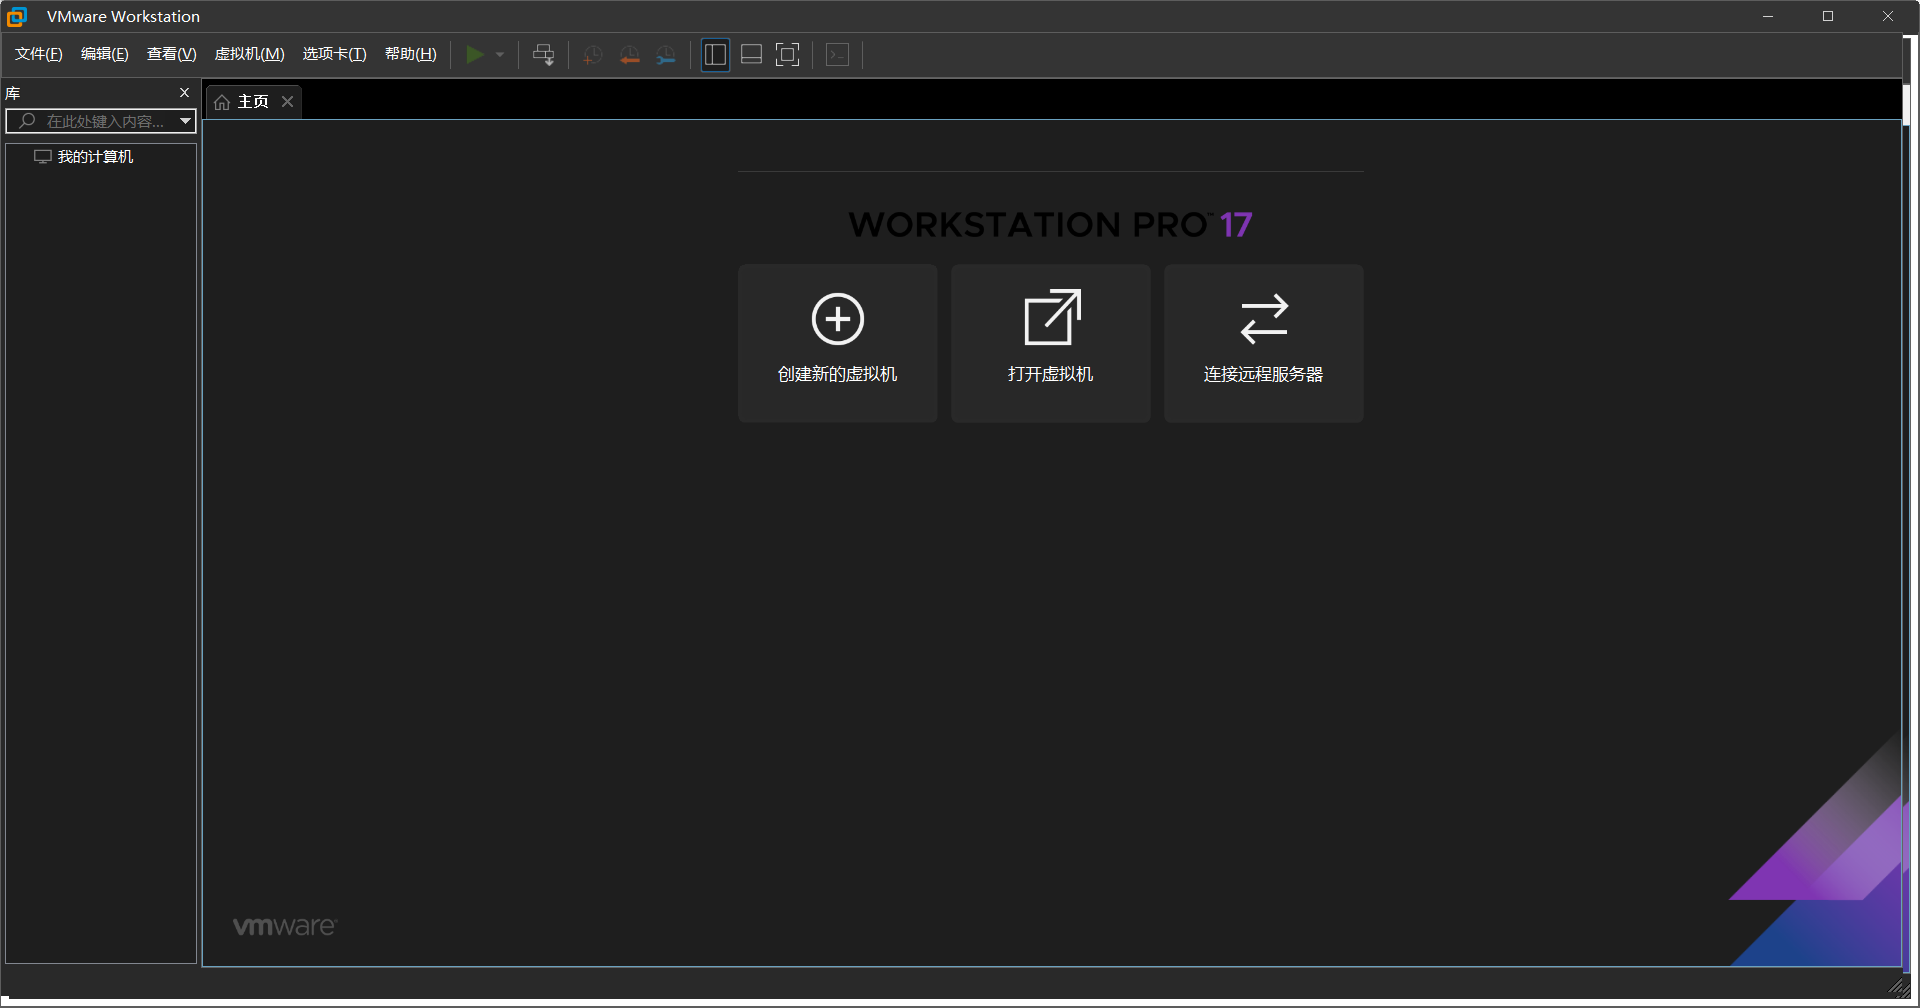 VMware Workstation
文件(F) 编辑(E) 查看(V) 虚拟机(M) 选项卡(T) 帮助(H)
库
在此处键入内容...
我的计算机
主页
WORKSTATION PRO™ 17
创建新的虚拟机
打开虚拟机
连接远程服务器
vmware®